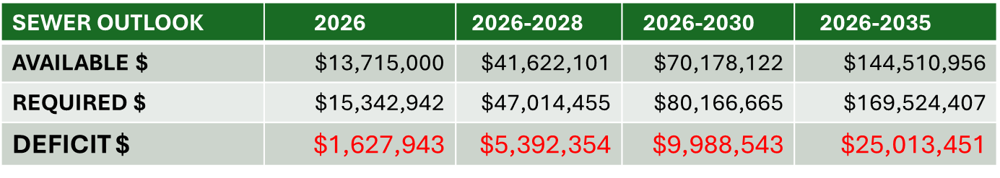 SEWER OUTLOOK 2026 2026-2028 2026-2030 2026-2035
AVAILABLE $ $13,715,000 $41,622,101 $70,178,122 $144,510,956
REQUIRED $ $15,342,942 $47,014,455 $80,166,665 $169,524,407
DEFICIT $ $1,627,943 $5,392,354 $9,988,543 $25,013,451